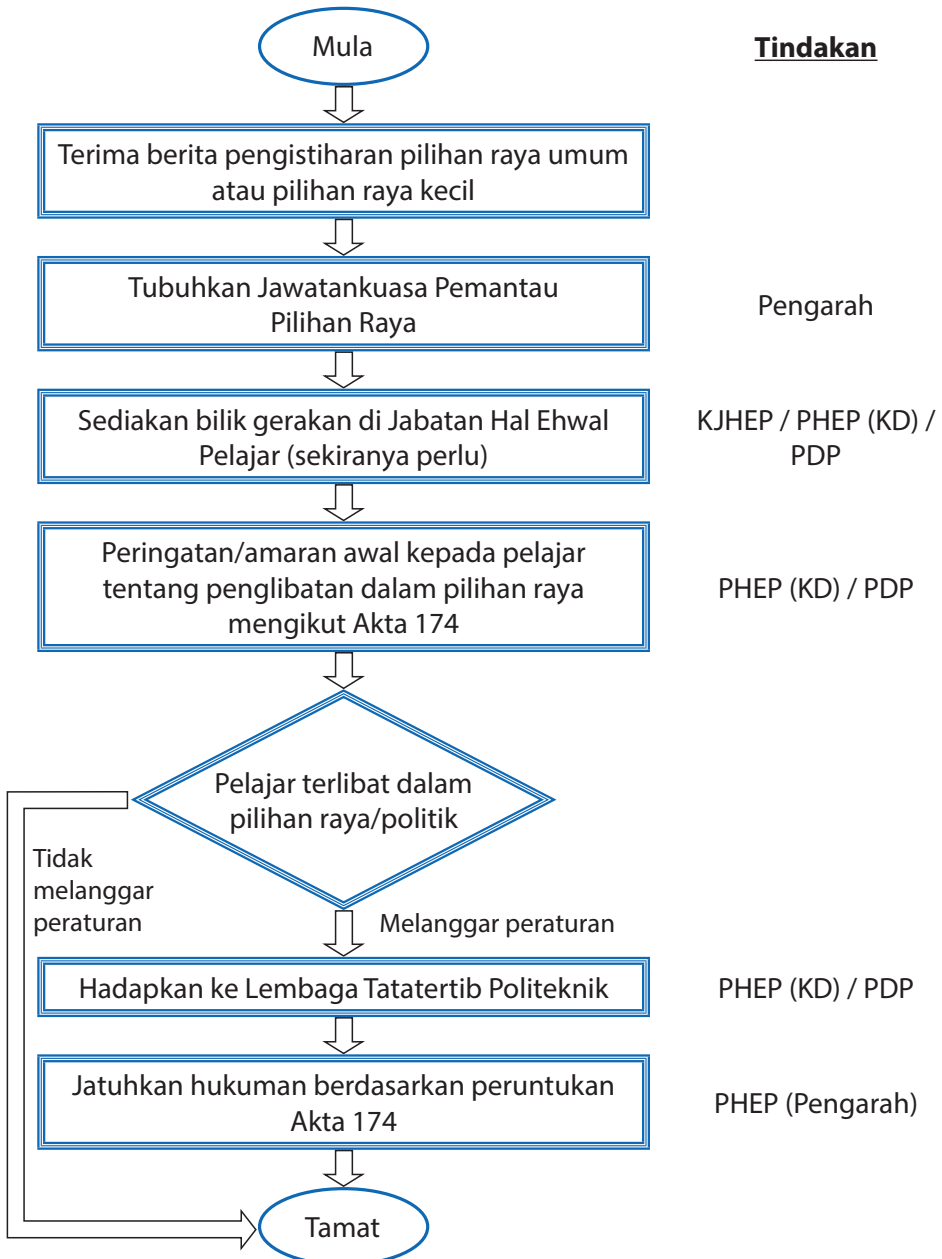 Mula
Tindakan
Terima berita pengistiharan pilihan raya umum
atau pilihan raya kecil
Tubuhkan Jawatankuasa Pemantau
Pilihan Raya
Pengarah
Sediakan bilik gerakan di Jabatan Hal Ehwal
Pelajar (sekiranya perlu)
KJHEP / PHEP (KD) /
PDP
Peringatan/amaran awal kepada pelajar
tentang penglibatan dalam pilihan raya
mengikut Akta 174
PHEP (KD) / PDP
Pelajar terlibat dalam
pilihan raya/politik
Tidak
melanggar
peraturan
Melanggar peraturan
Hadapkan ke Lembaga Tatatertib Politeknik
PHEP (KD) / PDP
Jatuhkan hukuman berdasarkan peruntukan
Akta 174
PHEP (Pengarah)
Tamat